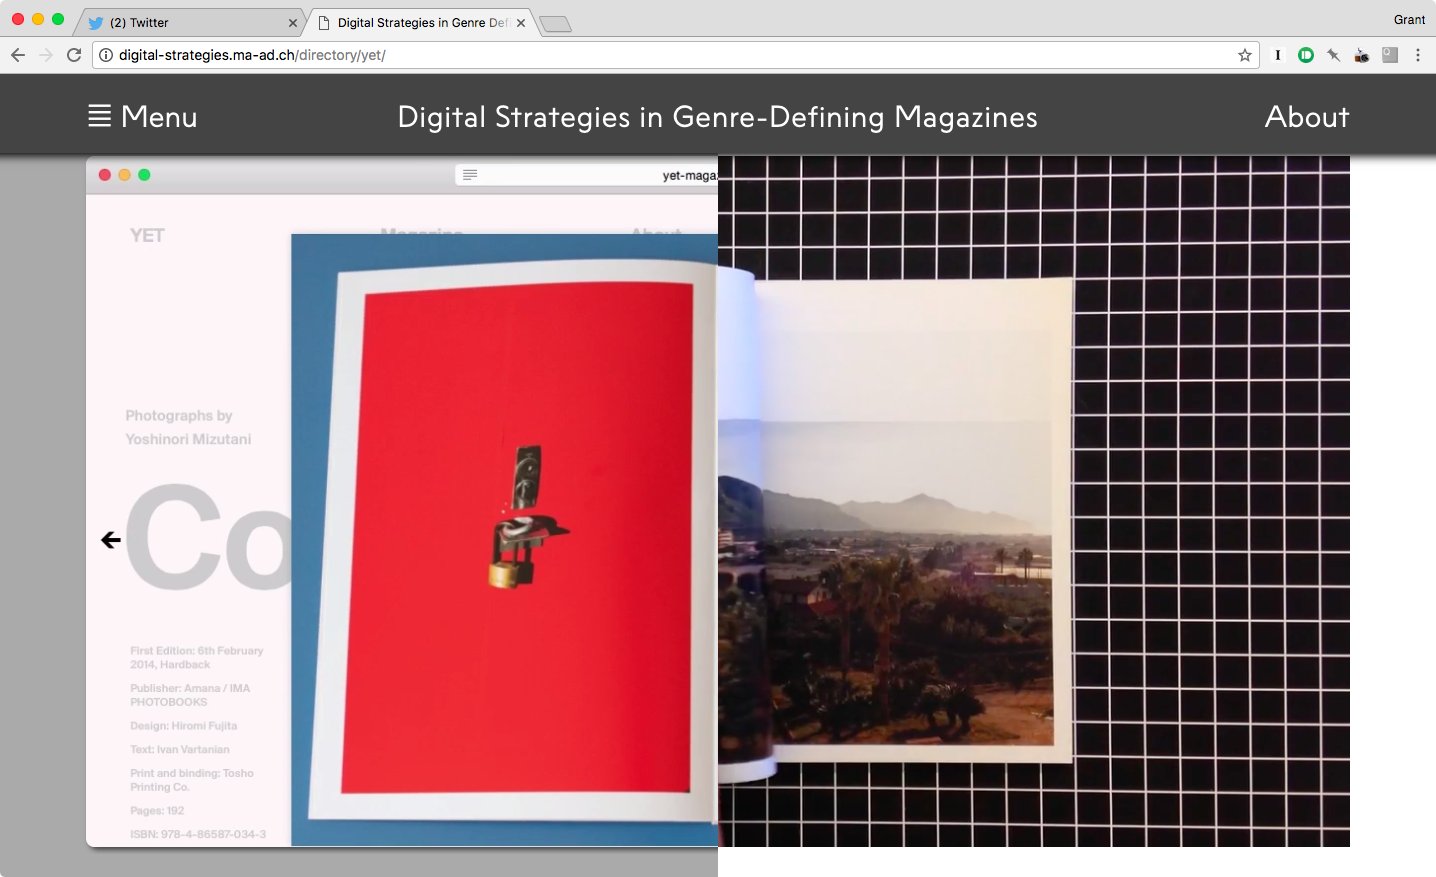 (2) Twitter
Digital Strategies in Genre Def
Grant
digital-strategies.ma-ad.ch/directory/yet/
Menu
Digital Strategies in Genre-Defining Magazines
About
yet-magaz
YET
Magazine
About
Photographs by
Yoshinori Mizutani
Co
First Edition: 6th February
2014, Hardback
Publisher: Amana / IMA
PHOTOBOOKS
Design: Hiromi Fujita
Text: Ivan Vartanian
Print and binding: Tosho
Printing Co.
Pages: 192
ISBN: 978-4-86587-034-3